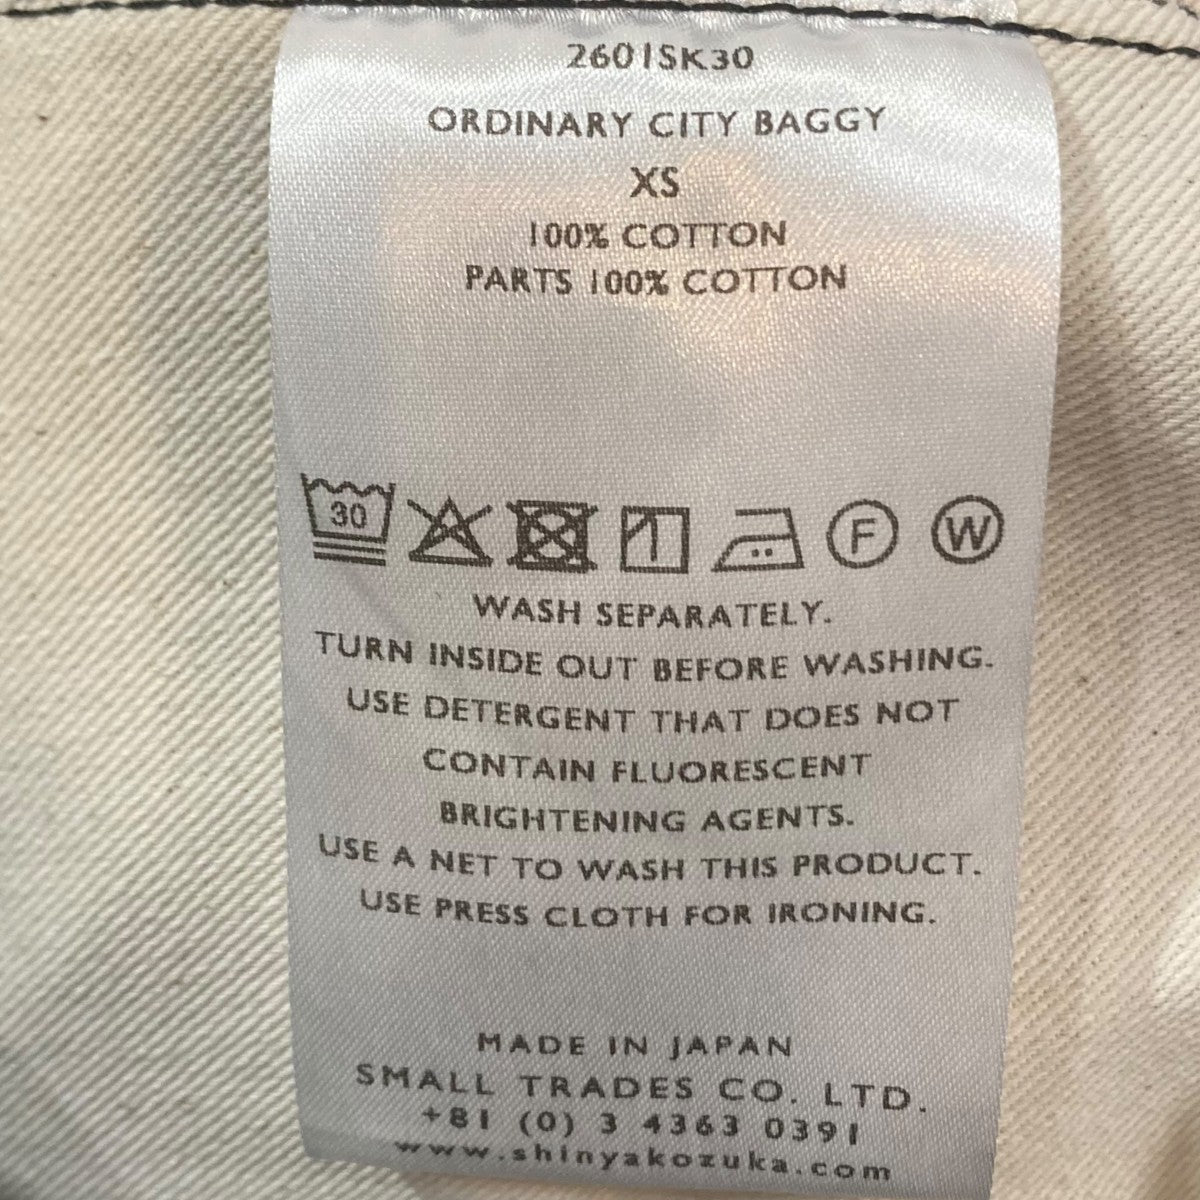 2601SK30
ORDINARY CITY BAGGY
XS
100% COTTON
PARTS 100% COTTON
30 F W
WASH SEPARATELY.
TURN INSIDE OUT BEFORE WASHING.
USE DETERGENT THAT DOES NOT
CONTAIN FLUORESCENT
BRIGHTENING AGENTS.
USE A NET TO WASH THIS PRODUCT.
USE PRESS CLOTH FOR IRONING.
MADE IN JAPAN
SMALL TRADES CO. LTD.
+81 (0) 3 4363 0391
www.shinyakozuka.com